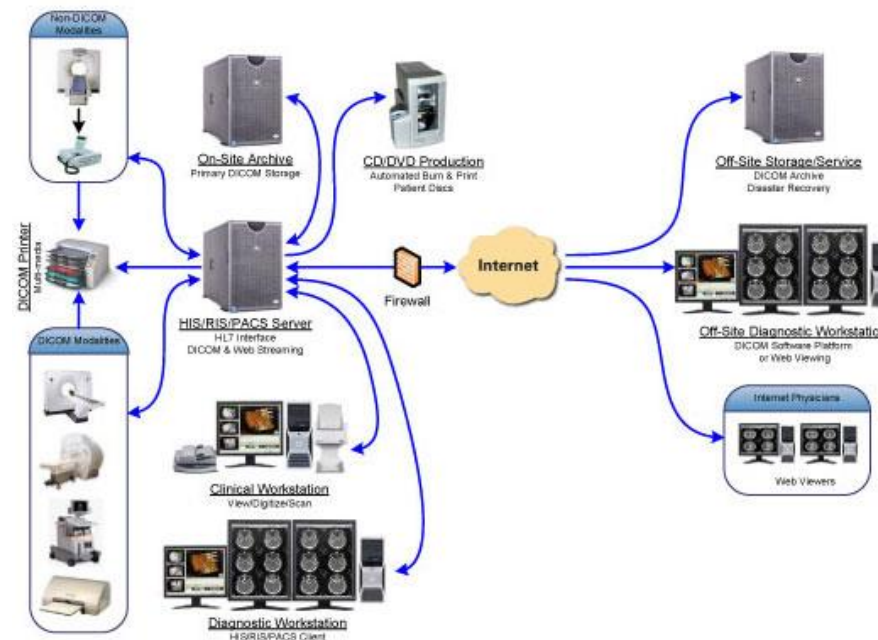 Non-DICOM
Modalities
On-Site Archive
Primary DICOM Storage
CD/DVD Production
Automated Burn & Print
Patient Discs
Off-Site Storage/Service
DICOM Archive
Disaster Recovery
DICOM Printer
Multi-media
HIS/RIS/PACS Server
HL7 Interface
DICOM & Web Streaming
Firewall
Internet
Off-Site Diagnostic Workstatio
DICOM Software Platform
or Web Viewing
DICOM Modalities
Internet Physicians
Web Viewers
Clinical Workstation
View/Digitize/Scan
Diagnostic Workstation
HIS/RIS/PACS Client